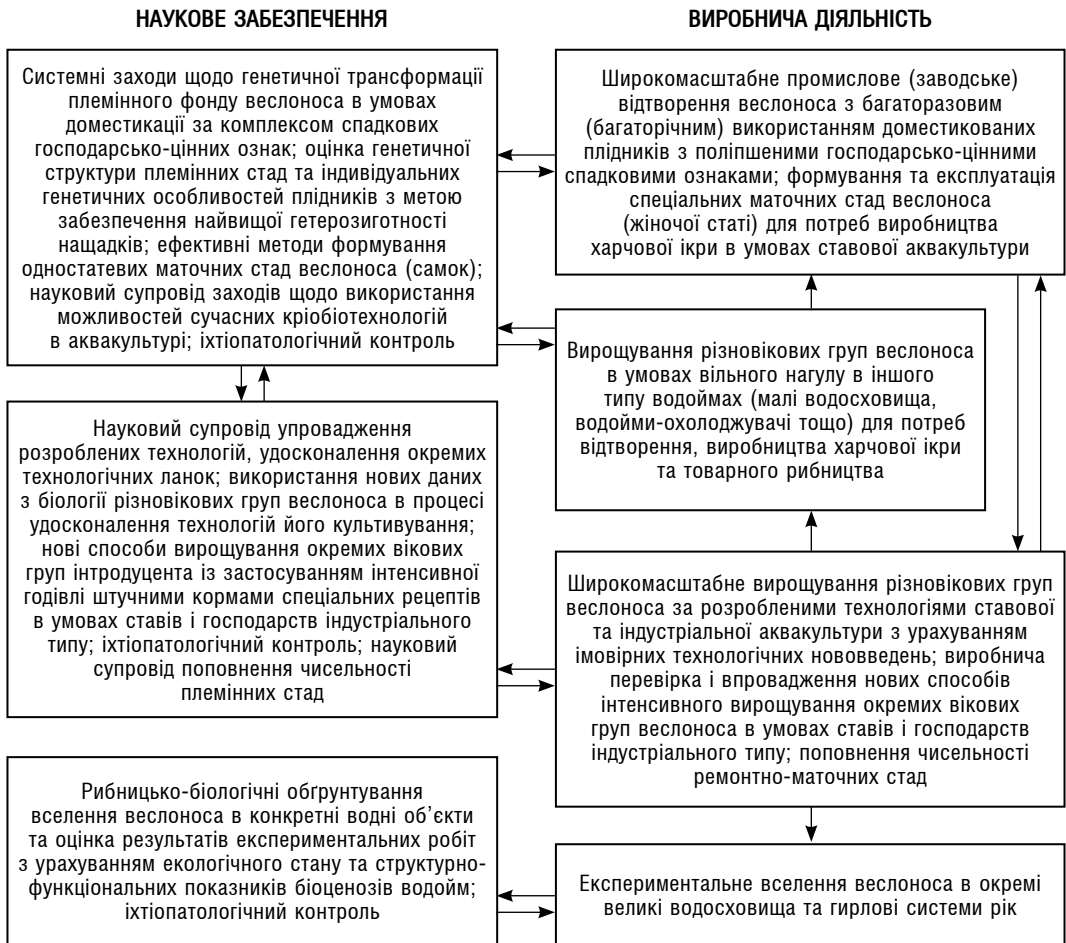 НАУКОВЕ ЗАБЕЗПЕЧЕННЯ
Системні заходи щодо генетичної трансформації
племінного фонду веслоноса в умовах
доместикації за комплексом спадкових
господарсько-цінних ознак; оцінка генетичної
структури племінних стад та індивідуальних
генетичних особливостей плідників з метою
забезпечення найвищої гетерозиготності
нащадків; ефективні методи формування
одностатевих маточних стад веслоноса (самок);
науковий супровід заходів щодо використання
можливостей сучасних кріобіотехнологій
в аквакультурі; іхтіопатологічний контроль
Науковий супровід упровадження
розроблених технологій, удосконалення окремих
технологічних ланок; використання нових даних
з біології різновікових груп веслоноса в процесі
удосконалення технологій його культивування;
нові способи вирощування окремих вікових
груп інтродуцента із застосуванням інтенсивної
годівлі штучними кормами спеціальних рецептів
в умовах ставів і господарств індустріального
типу; іхтіопатологічний контроль; науковий
супровід поповнення чисельності
племінних стад
Рибницько-біологічні обґрунтування
вселення веслоноса в конкретні водні об’єкти
та оцінка результатів експериментальних робіт
з урахуванням екологічного стану та структурно-
функціональних показників біоценозів водойм;
іхтіопатологічний контроль
ВИРОБНИЧА ДІЯЛЬНІСТЬ
Широкомасштабне промислове (заводське)
відтворення веслоноса з багаторазовим
(багаторічним) використанням доместикованих
плідників з поліпшеними господарсько-цінними
спадковими ознаками; формування та експлуатація
спеціальних маточних стад веслоноса
(жіночої статі) для потреб виробництва
харчової ікри в умовах ставової аквакультури
Вирощування різновікових груп веслоноса
в умовах вільного нагулу в іншого
типу водоймах (малі водосховища,
водойми-охолоджувачі тощо) для потреб
відтворення, виробництва харчової ікри
та товарного рибництва
Широкомасштабне вирощування різновікових груп
веслоноса за розробленими технологіями ставової
та індустріальної аквакультури з урахуванням
імовірних технологічних нововведень; виробнича
перевірка і впровадження нових способів
інтенсивного вирощування окремих вікових
груп веслоноса в умовах ставів і господарств
індустріального типу; поповнення чисельності
ремонтно-маточних стад
Експериментальне вселення веслоноса в окремі
великі водосховища та гирлові системи рік